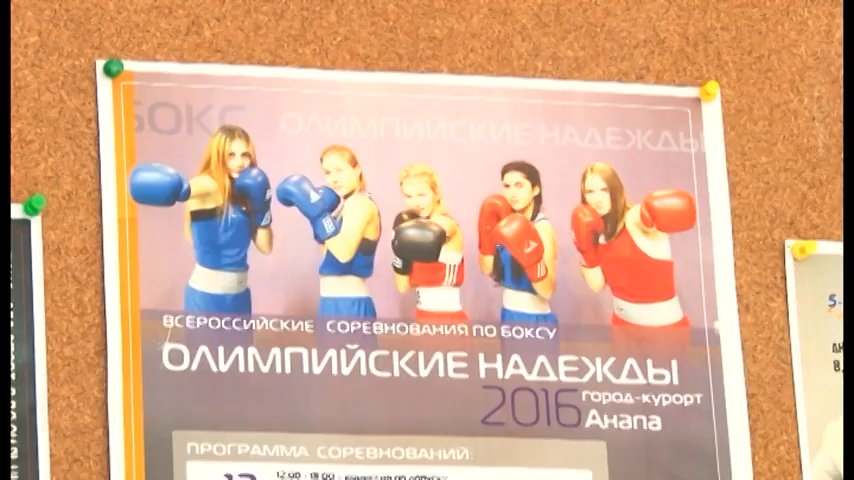 БОКС
ОЛИМПИЙСКИЕ НАДЕЖДЫ
ВСЕРОССИЙСКИЕ СОРЕВНОВАНИЯ ПО БОКСУ
ОЛИМПИЙСКИЕ НАДЕЖДЫ
2016 город-курорт
Анапа
ПРОГРАММА СОРЕВНОВАНИЙ: